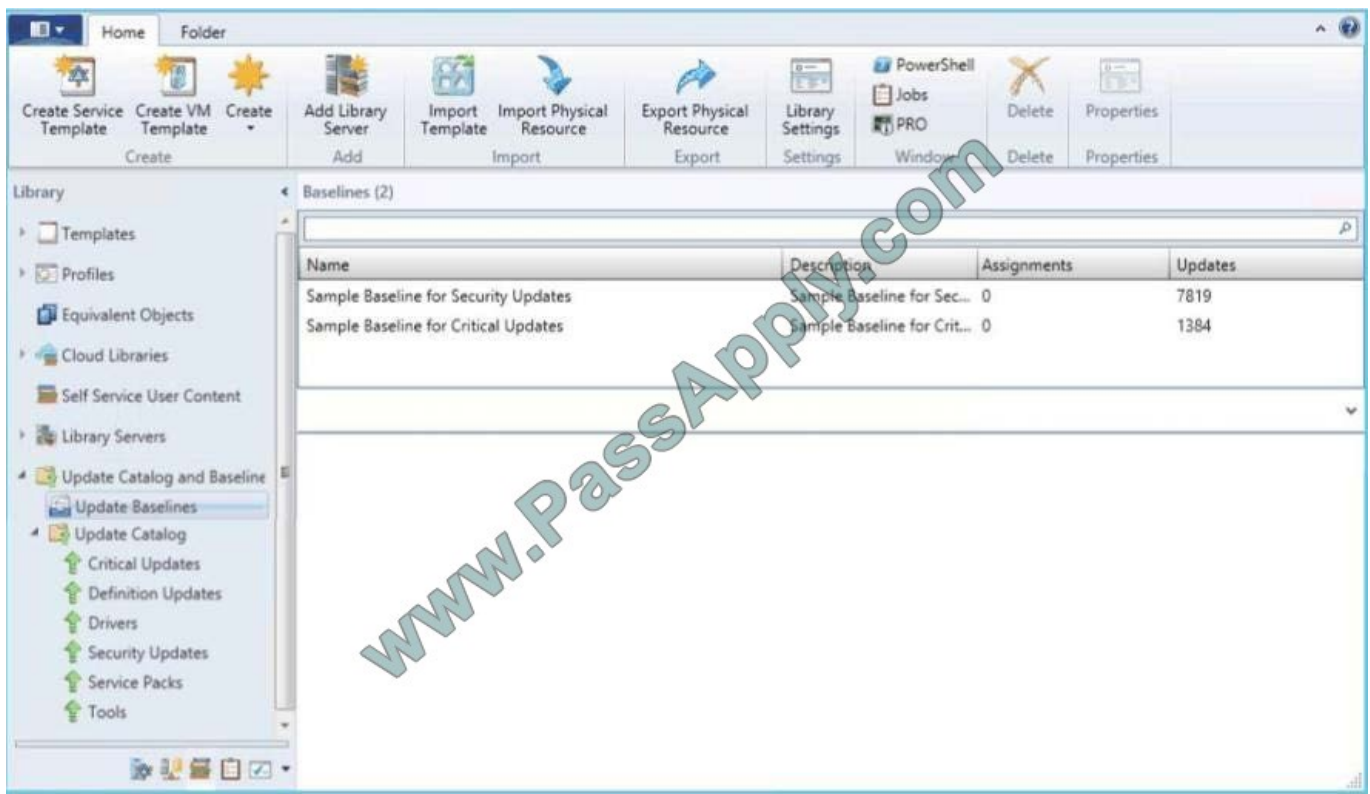 Home Folder
Create Service Template
Create VM Template
Create
Create
Add Library Server
Add
Import Template
Import Physical Resource
Import
Export Physical Resource
Export
Library Settings
Settings
PowerShell
Jobs
PRO
Window
Delete
Delete
Properties
Properties
Library
Templates
Profiles
Equivalent Objects
Cloud Libraries
Self Service User Content
Library Servers
Update Catalog and Baseline
Update Baselines
Update Catalog
Critical Updates
Definition Updates
Drivers
Security Updates
Service Packs
Tools
Baselines (2)
Name Description Assignments Updates
Sample Baseline for Security Updates Sample Baseline for Sec... 0 7819
Sample Baseline for Critical Updates Sample Baseline for Crit... 0 1384
www.PassApply.com